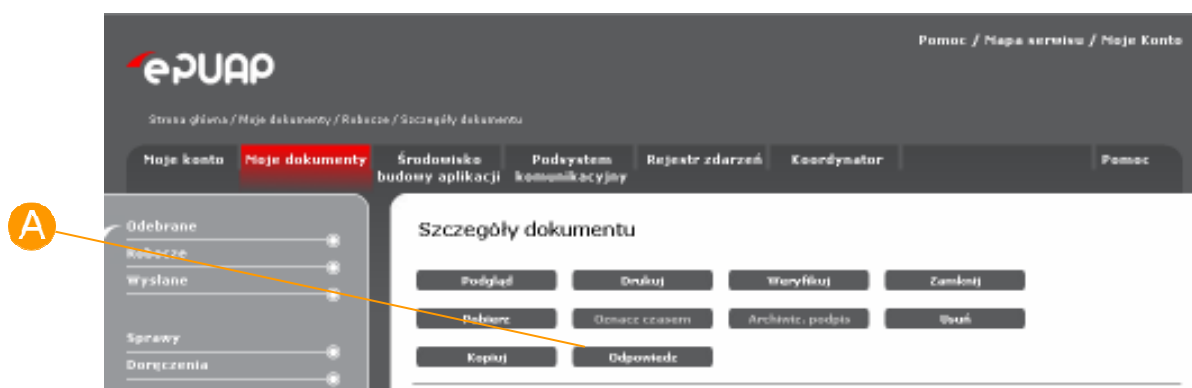 Pomoc / Mapa serwisu / Moje Konto
ePUAP
Strona główna / Moje dokumenty / Robocze / Szczegóły dokumentu
Moje konto Moje dokumenty Środowisko budowy aplikacji Podsystem komunikacyjny Rejestr zdarzeń Koordynator Pomoc
A
Odebrane
Szczegóły dokumentu
Robocze
Wysłane
Podgląd Drukuj Weryfikuj Zamknij
Pobierz Oznacz czasem Archiwiz. podpis Usuń
Sprawy
Kopiuj Odpowiedz
Doręczenia